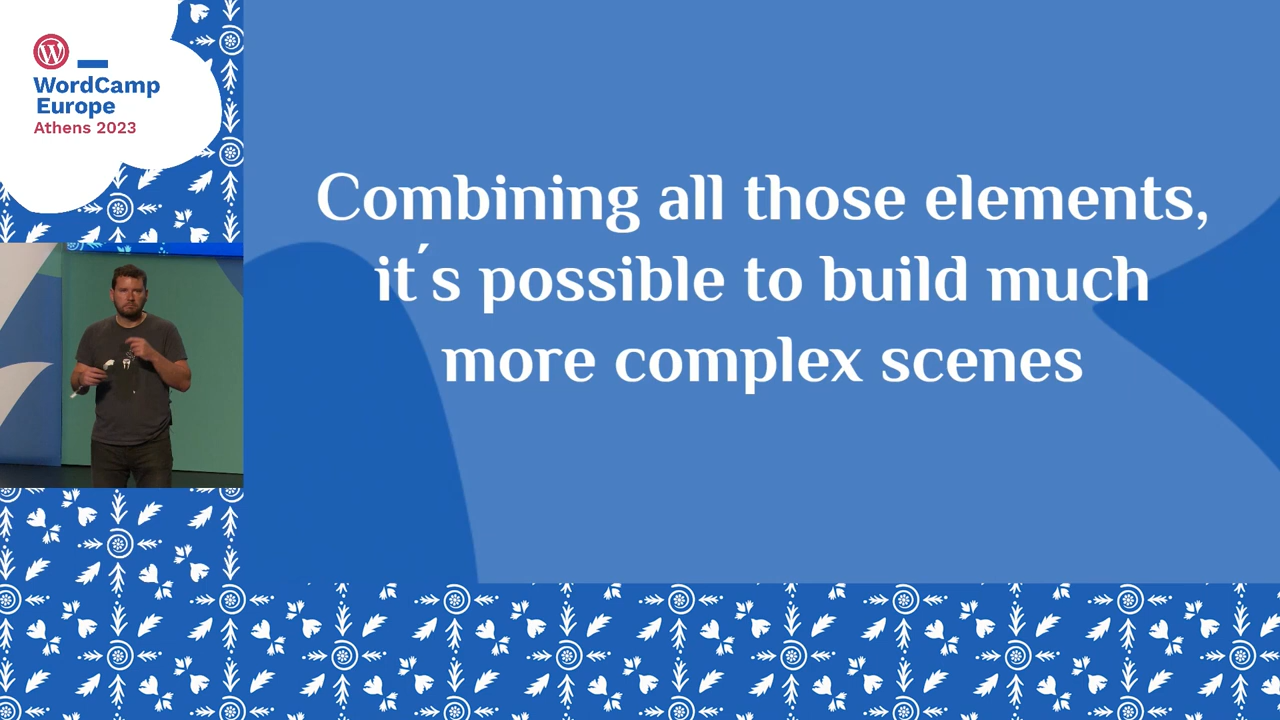 WordCamp
Europe
Athens 2023
Combining all those elements,
it´s possible to build much
more complex scenes